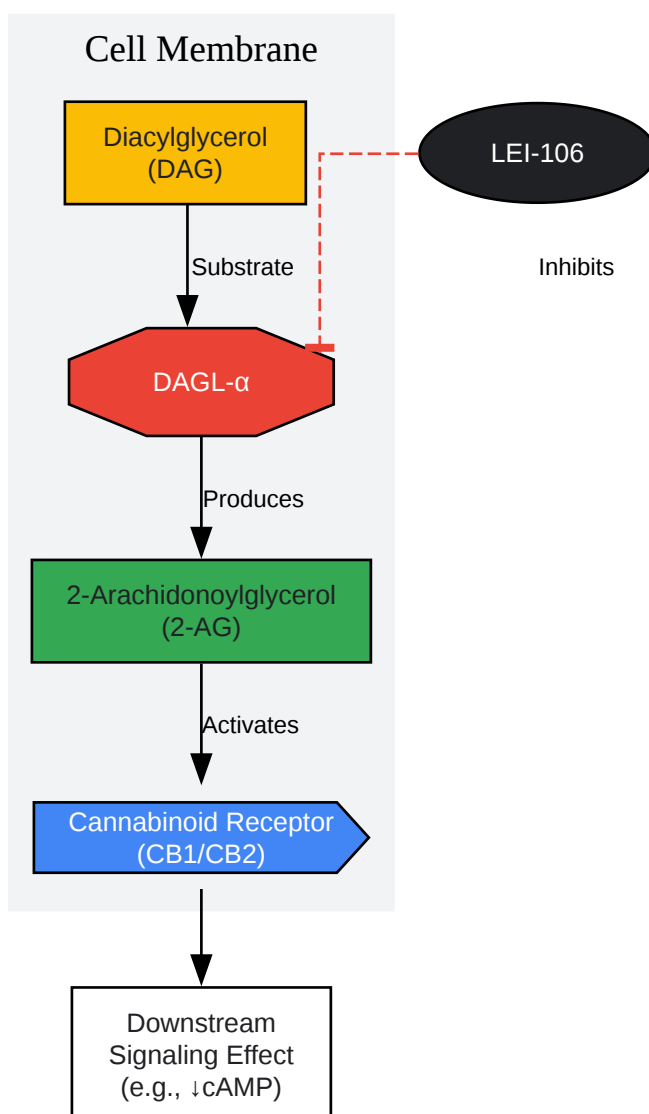 Cell Membrane
Diacylglycerol
(DAG)
LEI-106
Substrate
Inhibits
DAGL-α
Produces
2-Arachidonoylglycerol
(2-AG)
Activates
Cannabinoid Receptor
(CB1/CB2)
Downstream
Signaling Effect
(e.g., ↓cAMP)